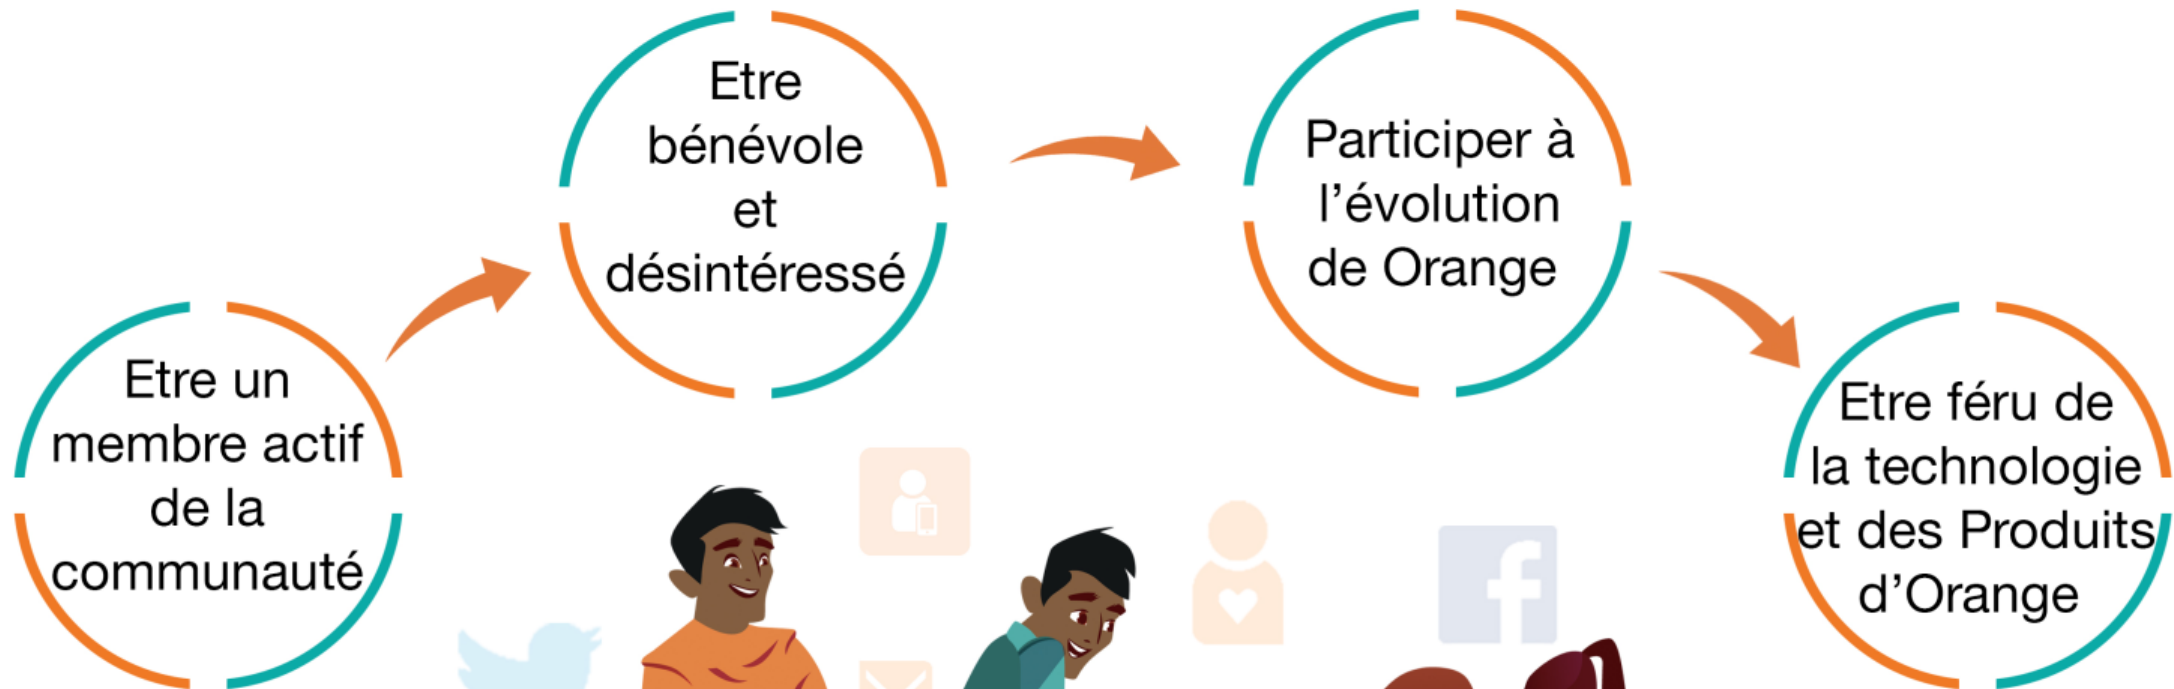 Etre un
membre actif
de la
communauté
Etre
bénévole
et
désintéressé
Participer à
l’évolution
de Orange
Etre féru de
la technologie
et des Produits
d’Orange